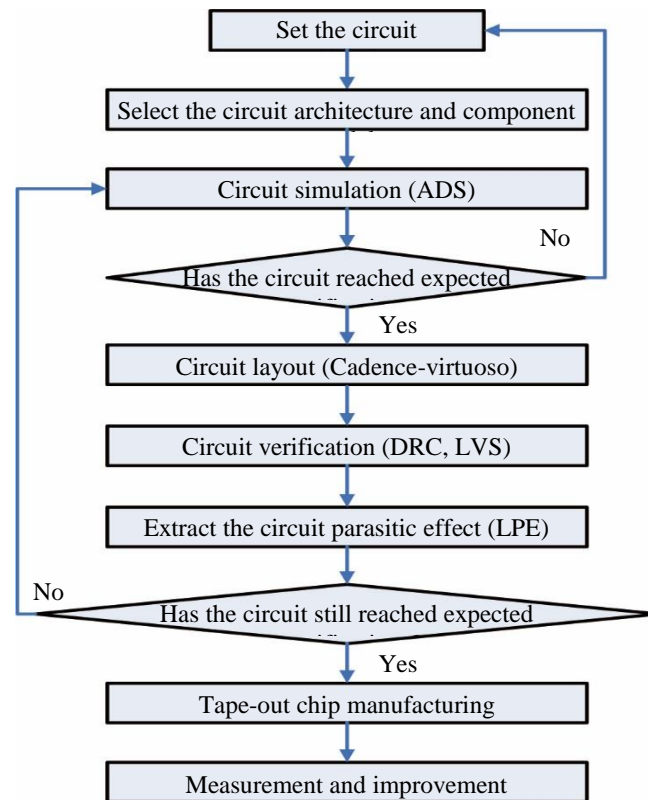 Set the circuit
Select the circuit architecture and component
Circuit simulation (ADS)
No
Has the circuit reached expected
Yes
Circuit layout (Cadence-virtuoso)
Circuit verification (DRC, LVS)
Extract the circuit parasitic effect (LPE)
No
Has the circuit still reached expected
Yes
Tape-out chip manufacturing
Measurement and improvement